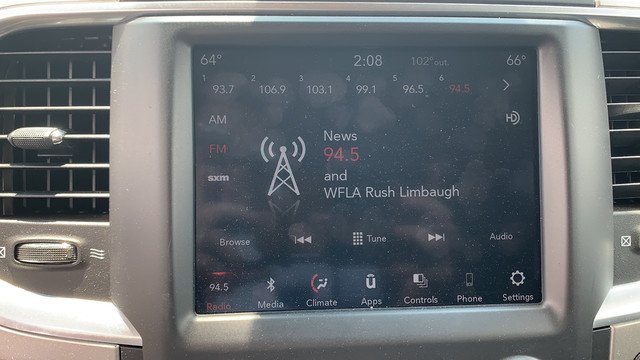 64° 2:08 102°out. 66°
1 93.7 2 106.9 3 103.1 4 99.1 5 96.5 6 94.5
AM
HD
News
FM
94.5
sxm
and
WFLA Rush Limbaugh
Browse Tune Audio
94.5
Radio Media Climate Apps Controls Phone Settings